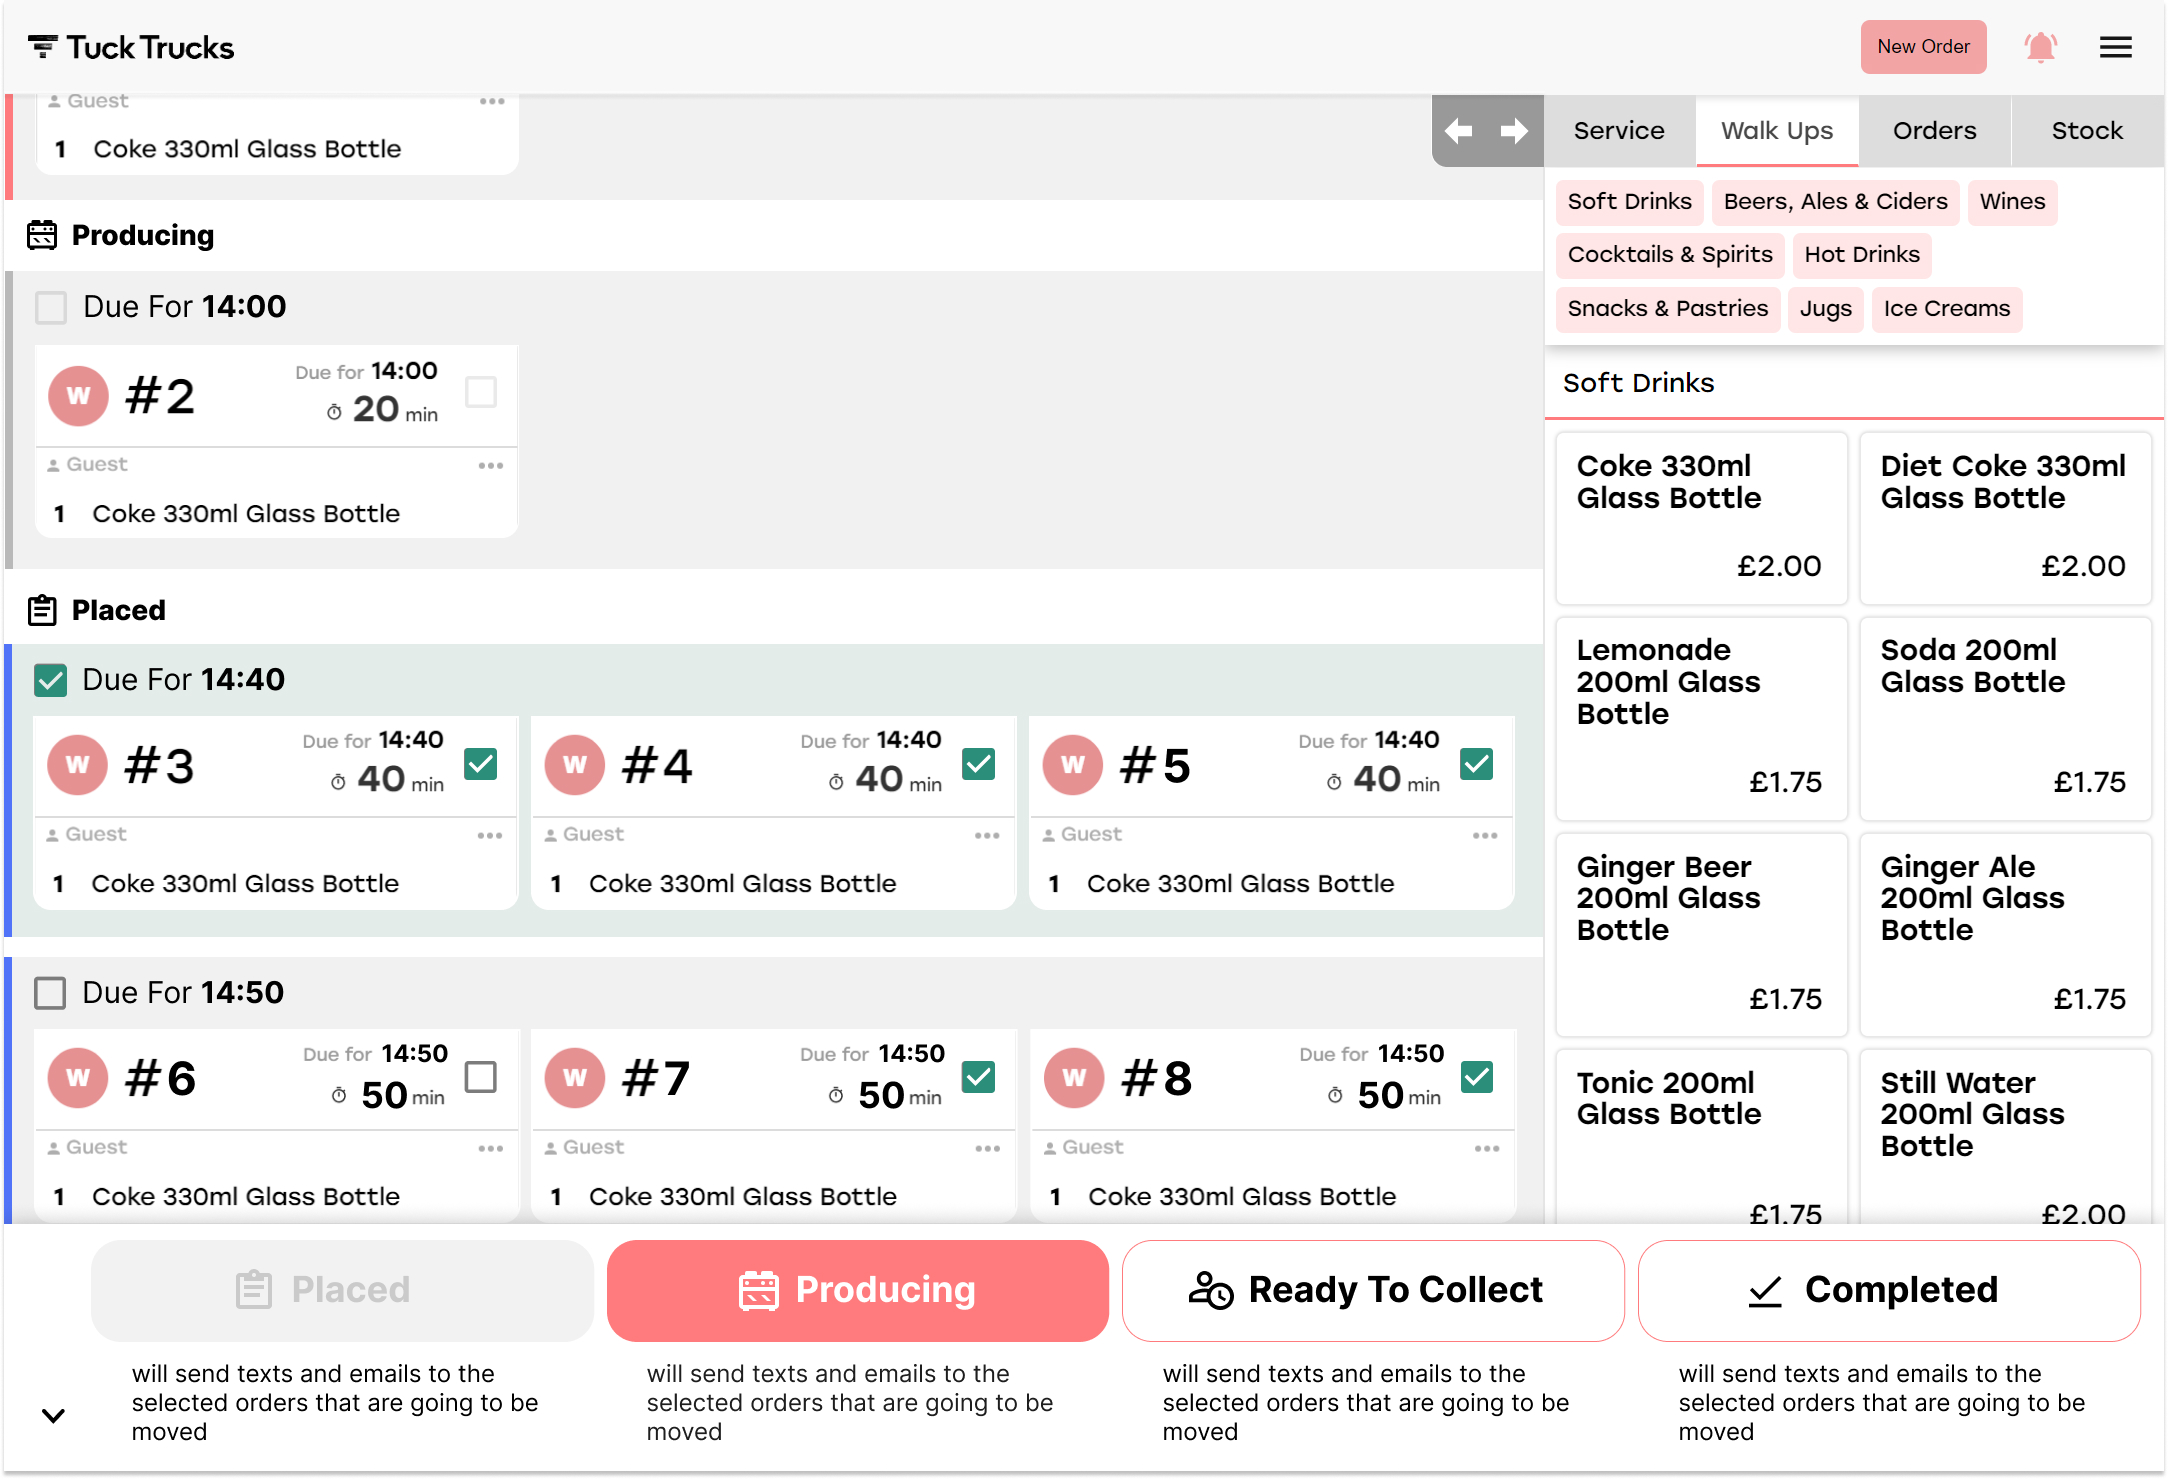 Tuck Trucks
New Order
Guest
1 Coke 330ml Glass Bottle
Producing
Due For 14:00
W #2 Due for 14:00
20 min
Guest
1 Coke 330ml Glass Bottle
Placed
Due For 14:40
W #3 Due for 14:40
40 min
Guest
1 Coke 330ml Glass Bottle
W #4 Due for 14:40
40 min
Guest
1 Coke 330ml Glass Bottle
W #5 Due for 14:40
40 min
Guest
1 Coke 330ml Glass Bottle
Due For 14:50
W #6 Due for 14:50
50 min
Guest
1 Coke 330ml Glass Bottle
W #7 Due for 14:50
50 min
Guest
1 Coke 330ml Glass Bottle
W #8 Due for 14:50
50 min
Guest
1 Coke 330ml Glass Bottle
Service Walk Ups Orders Stock
Soft Drinks Beers, Ales & Ciders Wines
Cocktails & Spirits Hot Drinks
Snacks & Pastries Jugs Ice Creams
Soft Drinks
Coke 330ml
Glass Bottle
£2.00
Diet Coke 330ml
Glass Bottle
£2.00
Lemonade
200ml Glass
Bottle
£1.75
Soda 200ml
Glass Bottle
£1.75
Ginger Beer
200ml Glass
Bottle
£1.75
Ginger Ale
200ml Glass
Bottle
£1.75
Tonic 200ml
Glass Bottle
£1.75
Still Water
200ml Glass
Bottle
£2.00
Placed
will send texts and emails to the
selected orders that are going to be
moved
Producing
will send texts and emails to the
selected orders that are going to be
moved
Ready To Collect
will send texts and emails to the
selected orders that are going to be
moved
Completed
will send texts and emails to the
selected orders that are going to be
moved